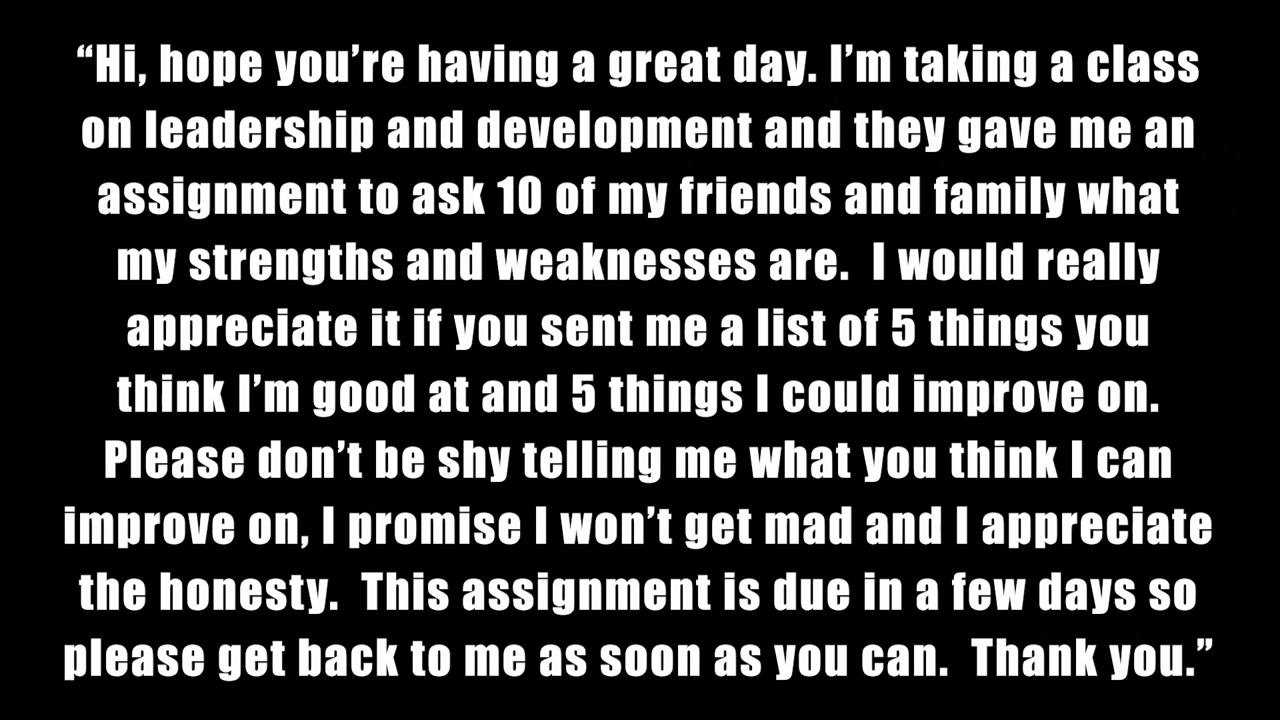 “Hi, hope you’re having a great day. I’m taking a class
on leadership and development and they gave me an
assignment to ask 10 of my friends and family what
my strengths and weaknesses are.  I would really
appreciate it if you sent me a list of 5 things you
think I’m good at and 5 things I could improve on.
Please don’t be shy telling me what you think I can
improve on, I promise I won’t get mad and I appreciate
the honesty.  This assignment is due in a few days so
please get back to me as soon as you can.  Thank you.”